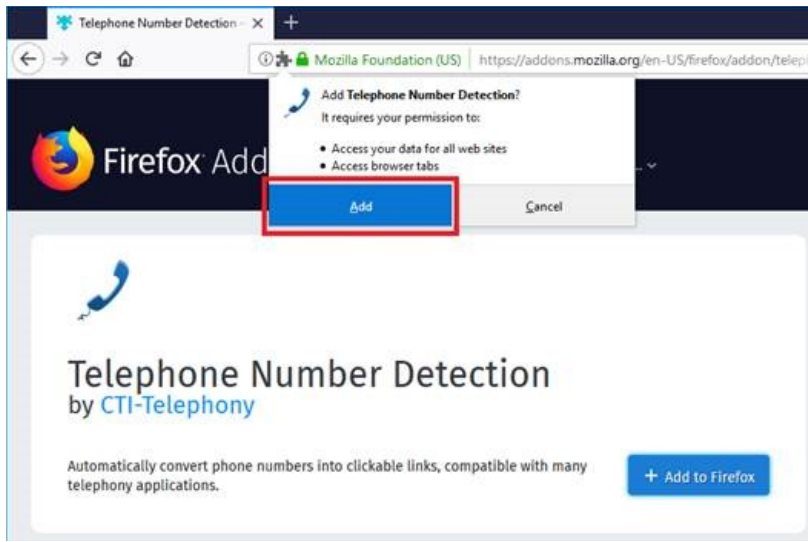 Telephone Number Detection -
Mozilla Foundation (US) https://addons.mozilla.org/en-US/firefox/addon/telep
Add Telephone Number Detection?
It requires your permission to:
• Access your data for all web sites
• Access browser tabs
Add Cancel
Firefox Add
Telephone Number Detection
by CTI-Telephony
Automatically convert phone numbers into clickable links, compatible with many
telephony applications.
+ Add to Firefox